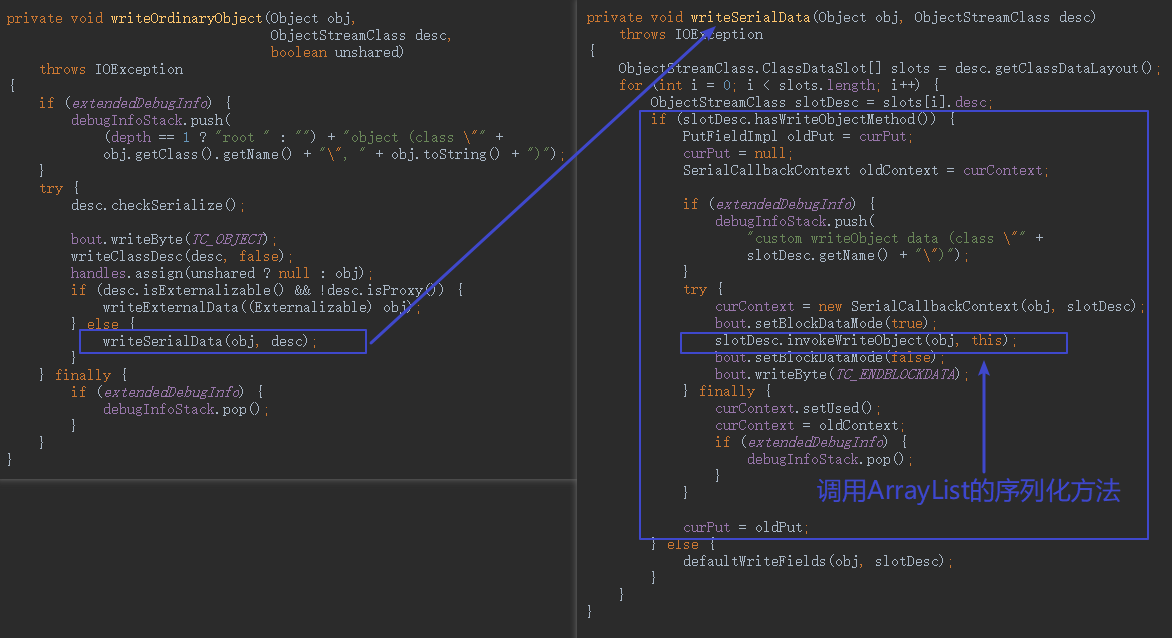 private void writeOrdinaryObject(Object obj,
                                 ObjectStreamClass desc,
                                 boolean unshared)
    throws IOException
{
    if (extendedDebugInfo) {
        debugInfoStack.push(
            (depth == 1 ? "root " : "") + "object (class \"" +
            obj.getClass().getName() + "\", " + obj.toString() + ")");
    }
    try {
        desc.checkSerialize();

        bout.writeByte(TC_OBJECT);
        writeClassDesc(desc, false);
        handles.assign(unshared ? null : obj);
        if (desc.isExternalizable() && !desc.isProxy()) {
            writeExternalData((Externalizable) obj);
        } else {
            writeSerialData(obj, desc);
        }
    } finally {
        if (extendedDebugInfo) {
            debugInfoStack.pop();
        }
    }
}
private void writeSerialData(Object obj, ObjectStreamClass desc)
    throws IOException
{
    ObjectStreamClass.ClassDataSlot[] slots = desc.getClassDataLayout();
    for (int i = 0; i < slots.length; i++) {
        ObjectStreamClass slotDesc = slots[i].desc;
        if (slotDesc.hasWriteObjectMethod()) {
            PutFieldImpl oldPut = curPut;
            curPut = null;
            SerialCallbackContext oldContext = curContext;

            if (extendedDebugInfo) {
                debugInfoStack.push(
                    "custom writeObject data (class \"" +
                    slotDesc.getName() + "\")");
            }
            try {
                curContext = new SerialCallbackContext(obj, slotDesc);
                bout.setBlockDataMode(true);
                slotDesc.invokeWriteObject(obj, this);
                bout.setBlockDataMode(false);
                bout.writeByte(TC_ENDBLOCKDATA);
            } finally {
                curContext.setUsed();
                curContext = oldContext;
                if (extendedDebugInfo) {
                    debugInfoStack.pop();
                }
            }
调用ArrayList的序列化方法

            curPut = oldPut;
        } else {
            defaultWriteFields(obj, slotDesc);
        }
    }
}